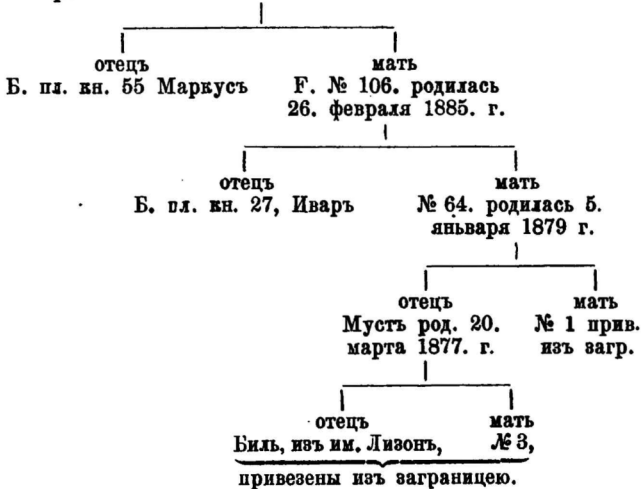 отецъ мать
Б. пл. кн. 55 Маркусъ F. № 106. родилась
26. февраля 1885. г.
отецъ мать
Б. пл. кн. 27, Иваръ № 64. родилась 5.
яньваря 1879 г.
отецъ мать
Мустъ род. 20. № 1 прив.
марта 1877. г. изъ загр.
отецъ мать
Биль, изъ им. Лизонъ, № 3,
привезены изъ заграницею.